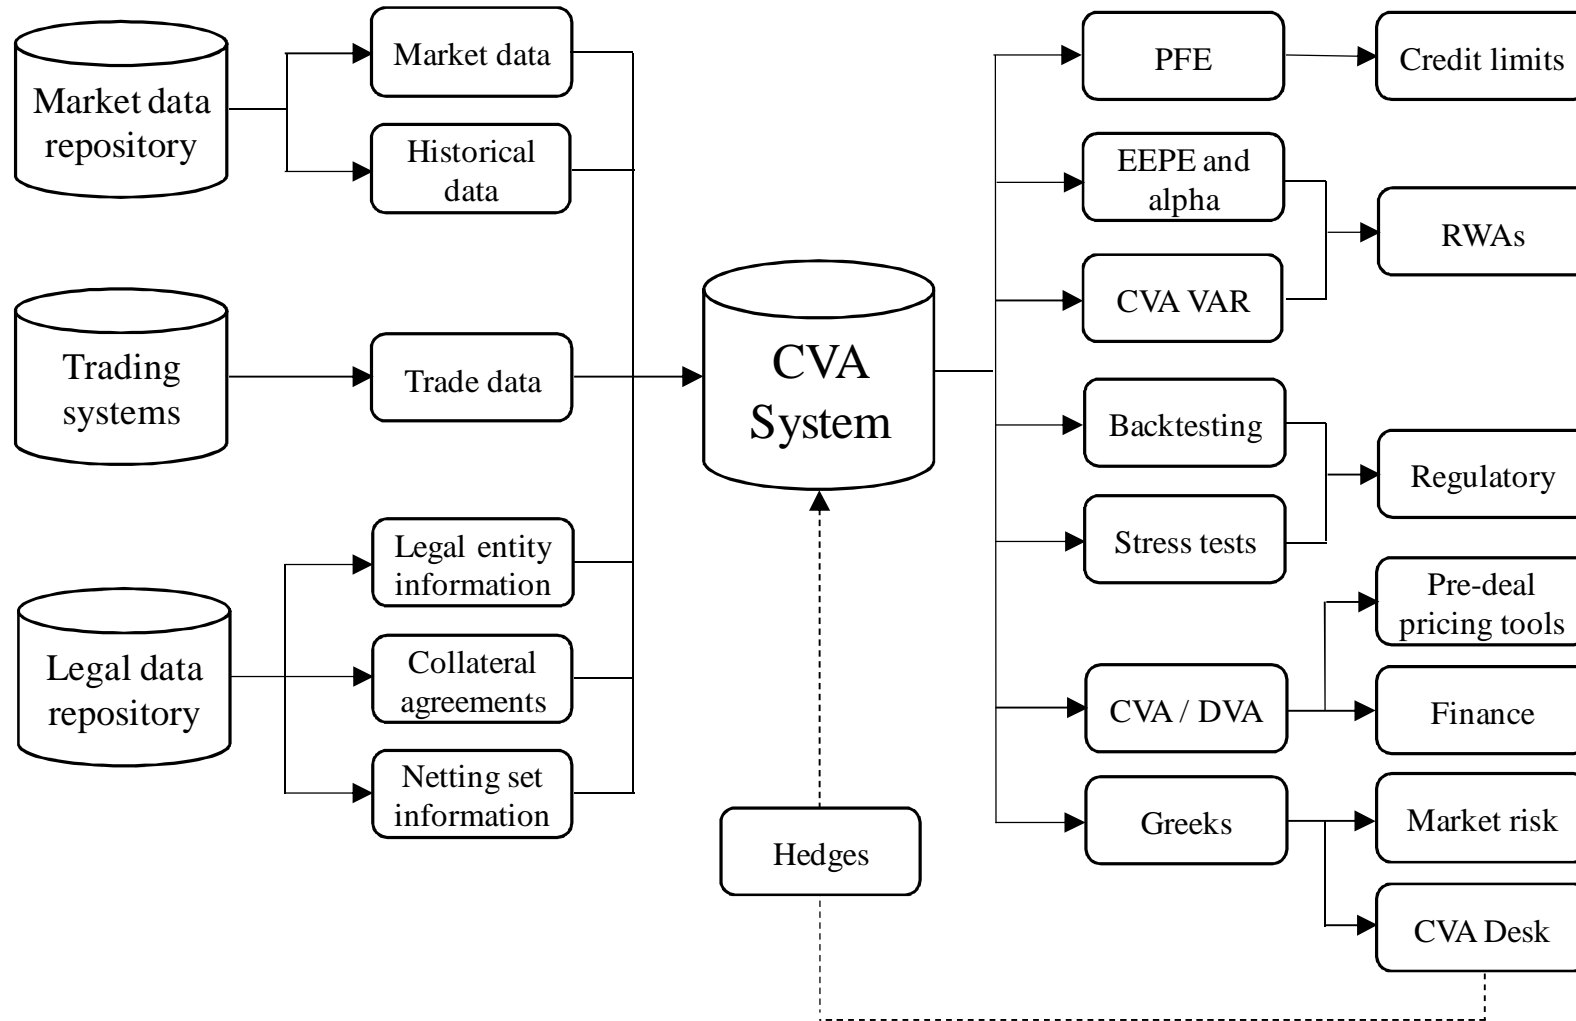 Market data
repository
Market data
Historical
data
Trading
systems
Trade data
Legal data
repository
Legal entity
information
Collateral
agreements
Netting set
information
CVA
System
Hedges
PFE
Credit limits
EEPE and
alpha
CVA VAR
RWAs
Backtesting
Stress tests
Regulatory
CVA / DVA
Pre-deal
pricing tools
Finance
Greeks
Market risk
CVA Desk